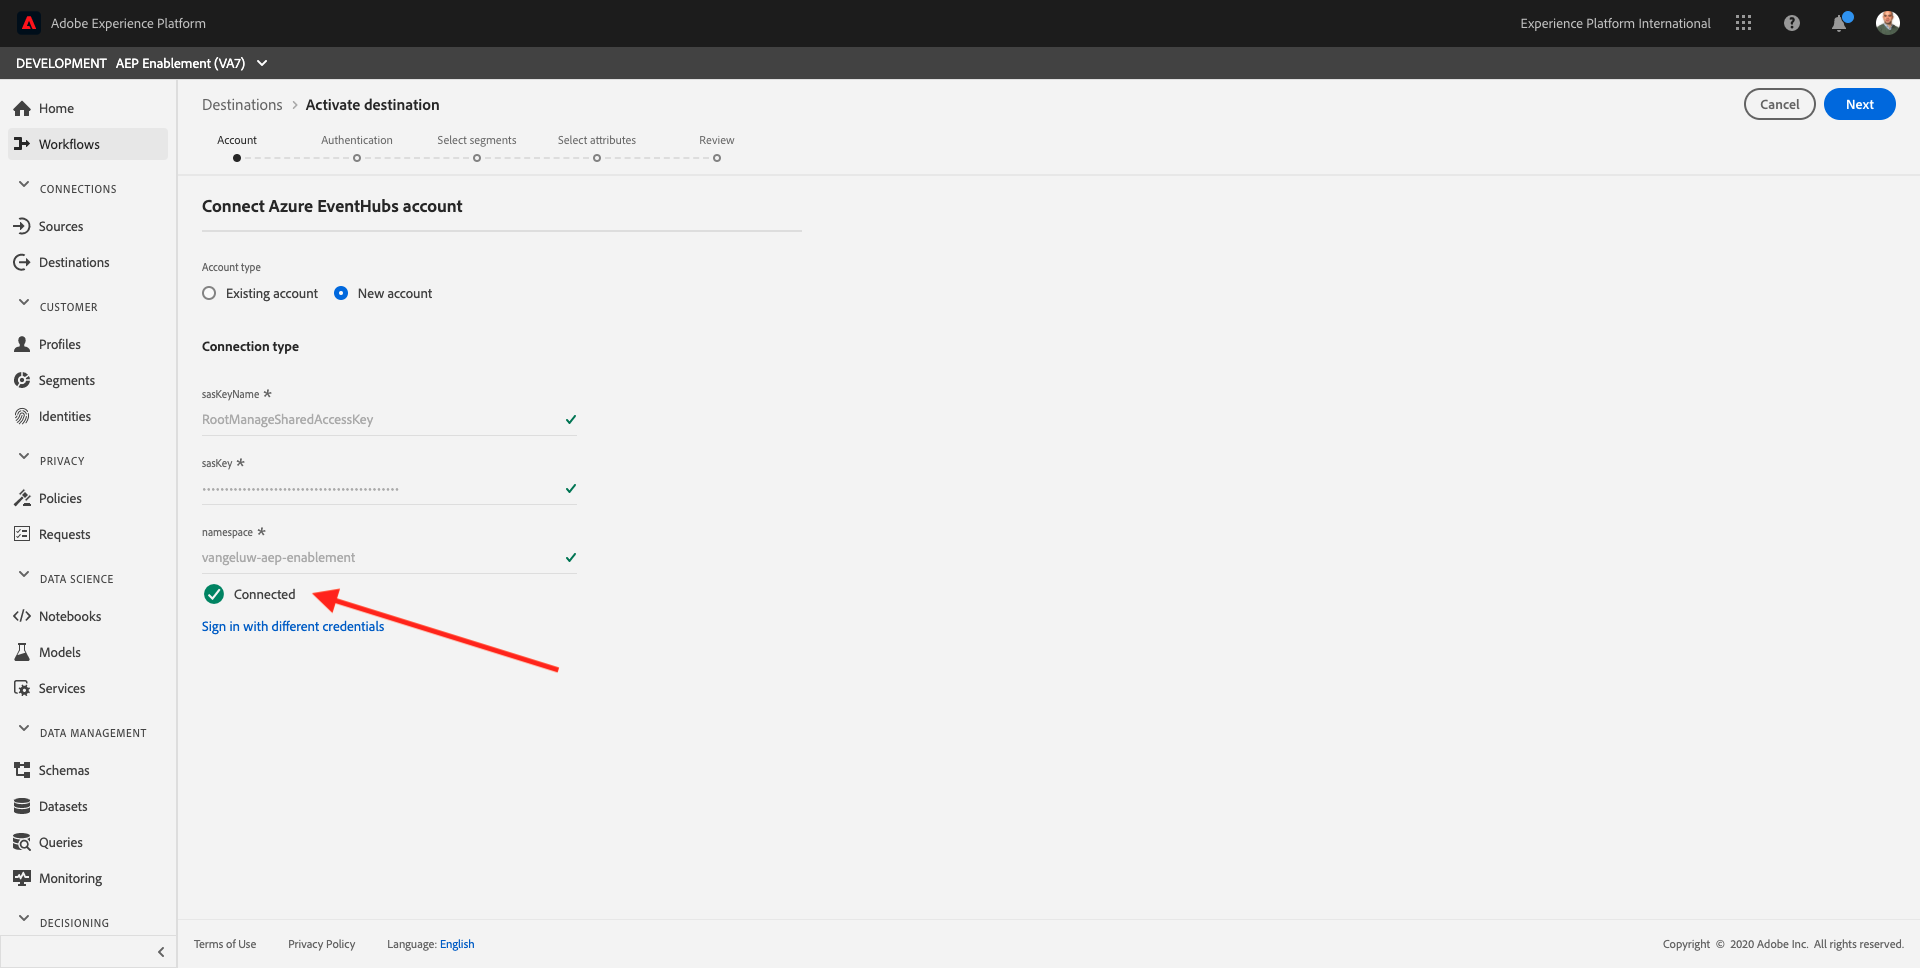 Adobe Experience Platform
Experience Platform International
DEVELOPMENT AEP Enablement (VA7)
Home
Workflows
CONNECTIONS
Sources
Destinations
CUSTOMER
Profiles
Segments
Identities
PRIVACY
Policies
Requests
DATA SCIENCE
Notebooks
Models
Services
DATA MANAGEMENT
Schemas
Datasets
Queries
Monitoring
DECISIONING
Destinations > Activate destination
Cancel
Next
Account
Authentication
Select segments
Select attributes
Review
Connect Azure EventHubs account
Account type
Existing account
New account
Connection type
sasKeyName *
RootManageSharedAccessKey
sasKey *
••••••••••••••••••••••••••••••••••••••••••••
namespace *
vangeluw-aep-enablement
Connected
Sign in with different credentials
Terms of Use
Privacy Policy
Language: English
Copyright © 2020 Adobe Inc. All rights reserved.